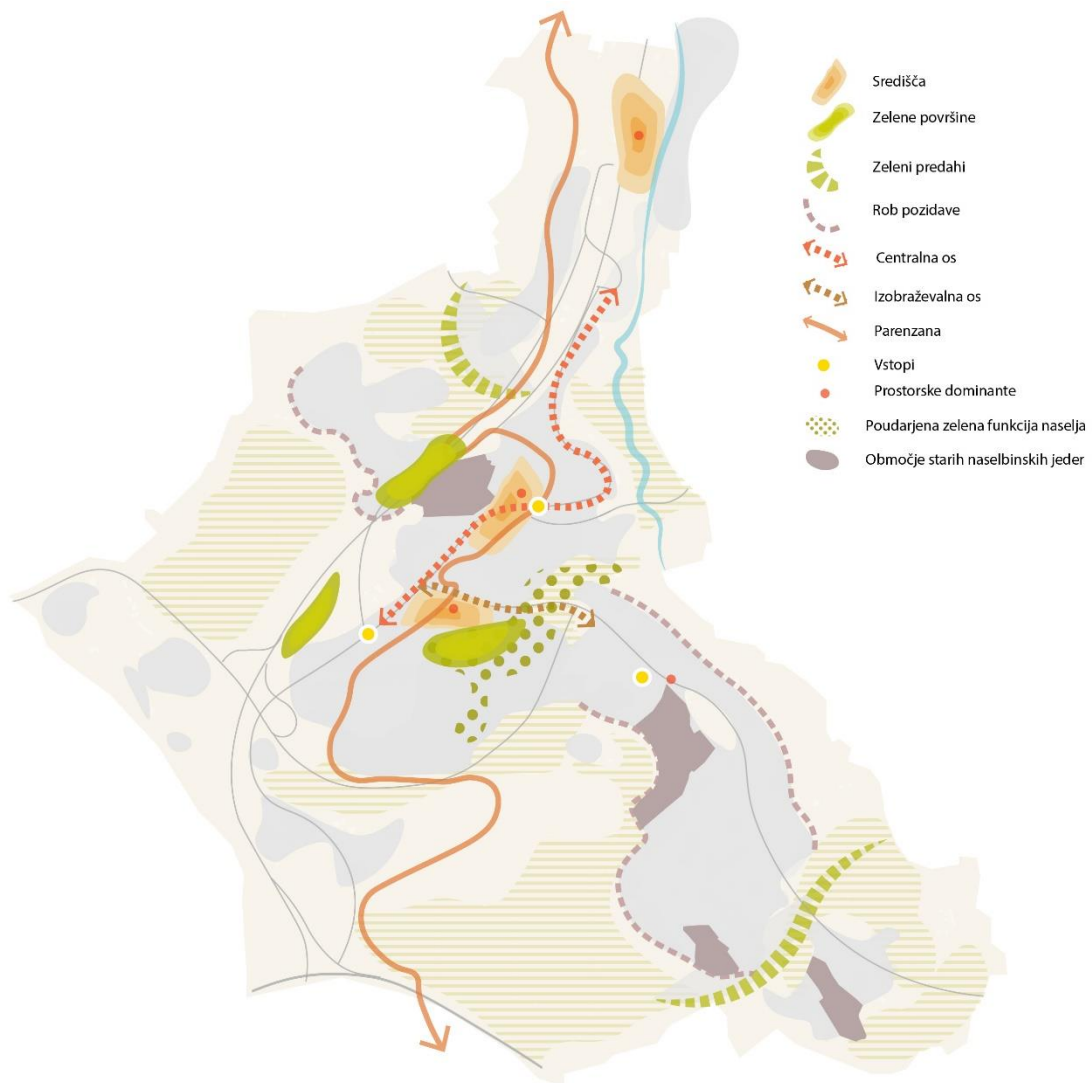 Središča
Zelene površine
Zeleni predahi
Rob pozidave
Centralna os
Izobraževalna os
Parenzana
Vstopi
Prostorske dominante
Poudarjena zelena funkcija naselja
Območje starih naselbinskih jeder